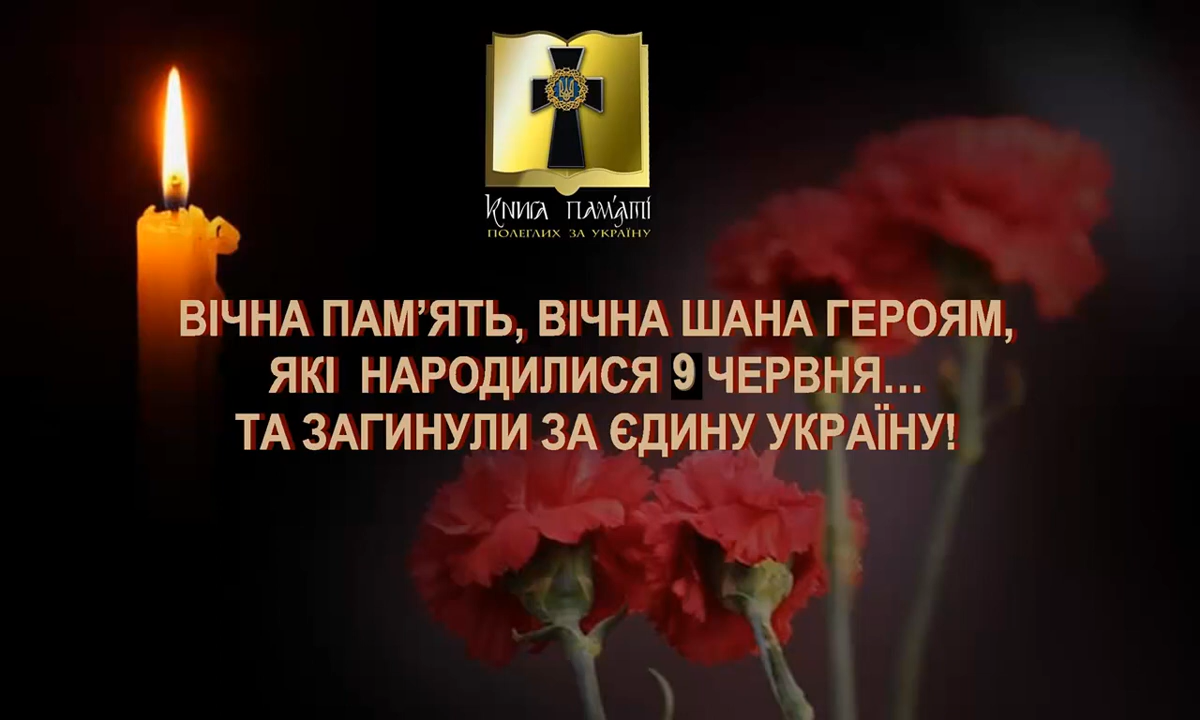 Книга пам'яті
ПОЛЕГЛИХ ЗА УКРАЇНУ
ВІЧНА ПАМ’ЯТЬ, ВІЧНА ШАНА ГЕРОЯМ,
ЯКІ НАРОДИЛИСЯ 9 ЧЕРВНЯ...
ТА ЗАГИНУЛИ ЗА ЄДИНУ УКРАЇНУ!